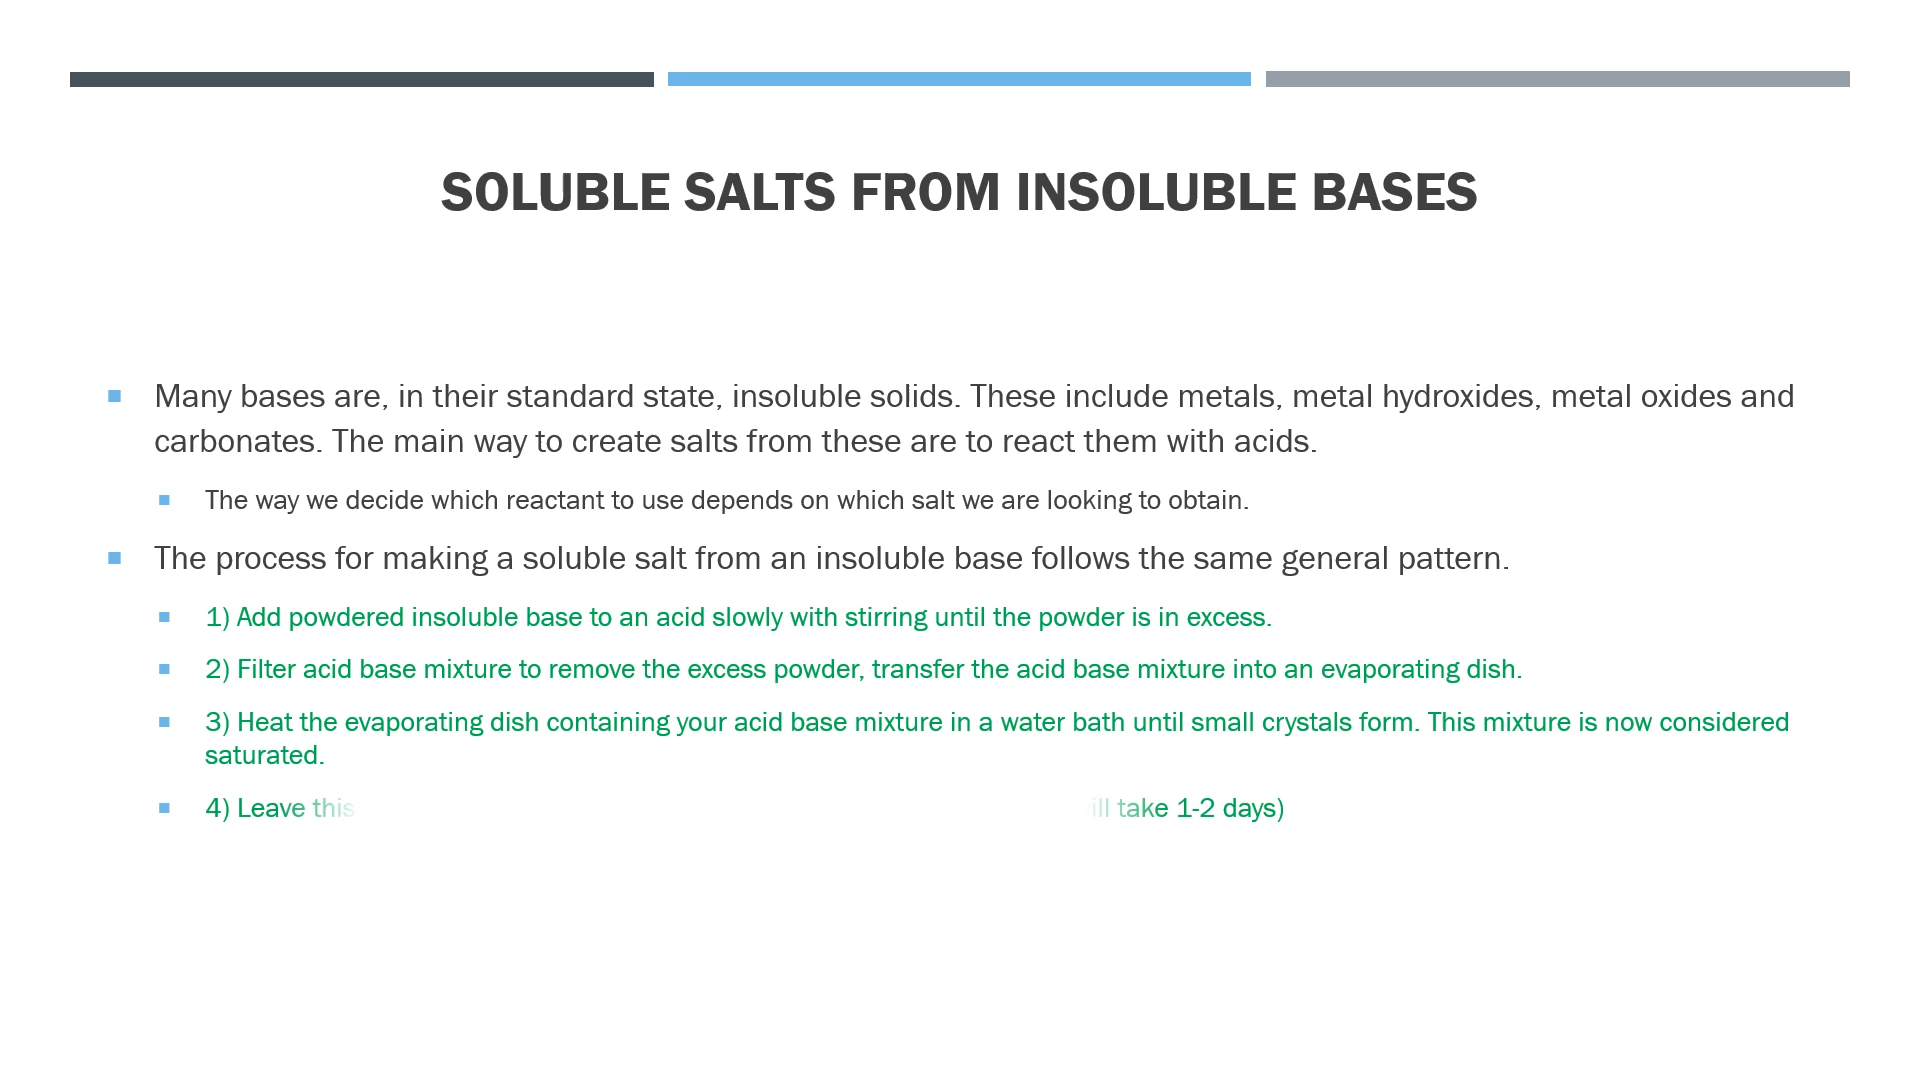 SOLUBLE SALTS FROM INSOLUBLE BASES
Many bases are, in their standard state, insoluble solids. These include metals, metal hydroxides, metal oxides and
carbonates. The main way to create salts from these are to react them with acids.
The way we decide which reactant to use depends on which salt we are looking to obtain.
The process for making a soluble salt from an insoluble base follows the same general pattern.
1) Add powdered insoluble base to an acid slowly with stirring until the powder is in excess.
2) Filter acid base mixture to remove the excess powder, transfer the acid base mixture into an evaporating dish.
3) Heat the evaporating dish containing your acid base mixture in a water bath until small crystals form. This mixture is now considered
saturated.
4) Leave this take 1-2 days)